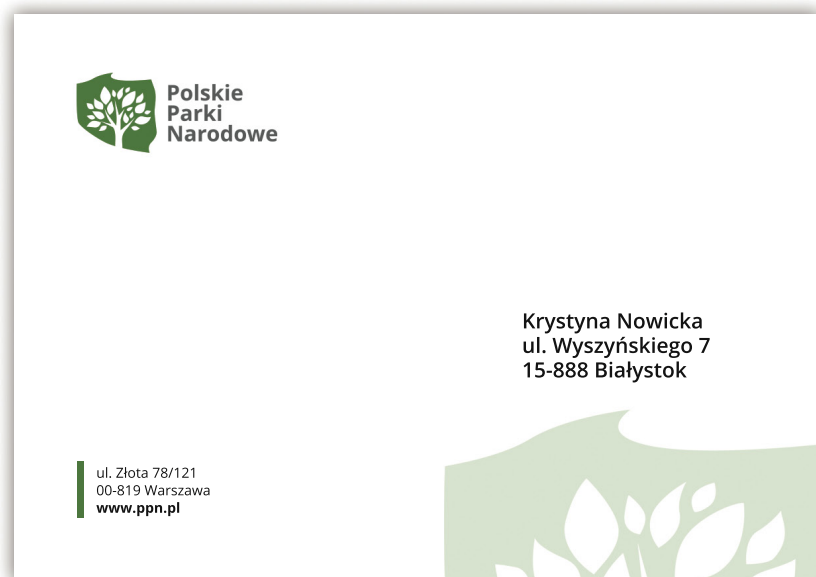 Polskie
Parki
Narodowe
Krystyna Nowicka
ul. Wyszyńskiego 7
15-888 Białystok
ul. Złota 78/121
00-819 Warszawa
www.ppn.pl